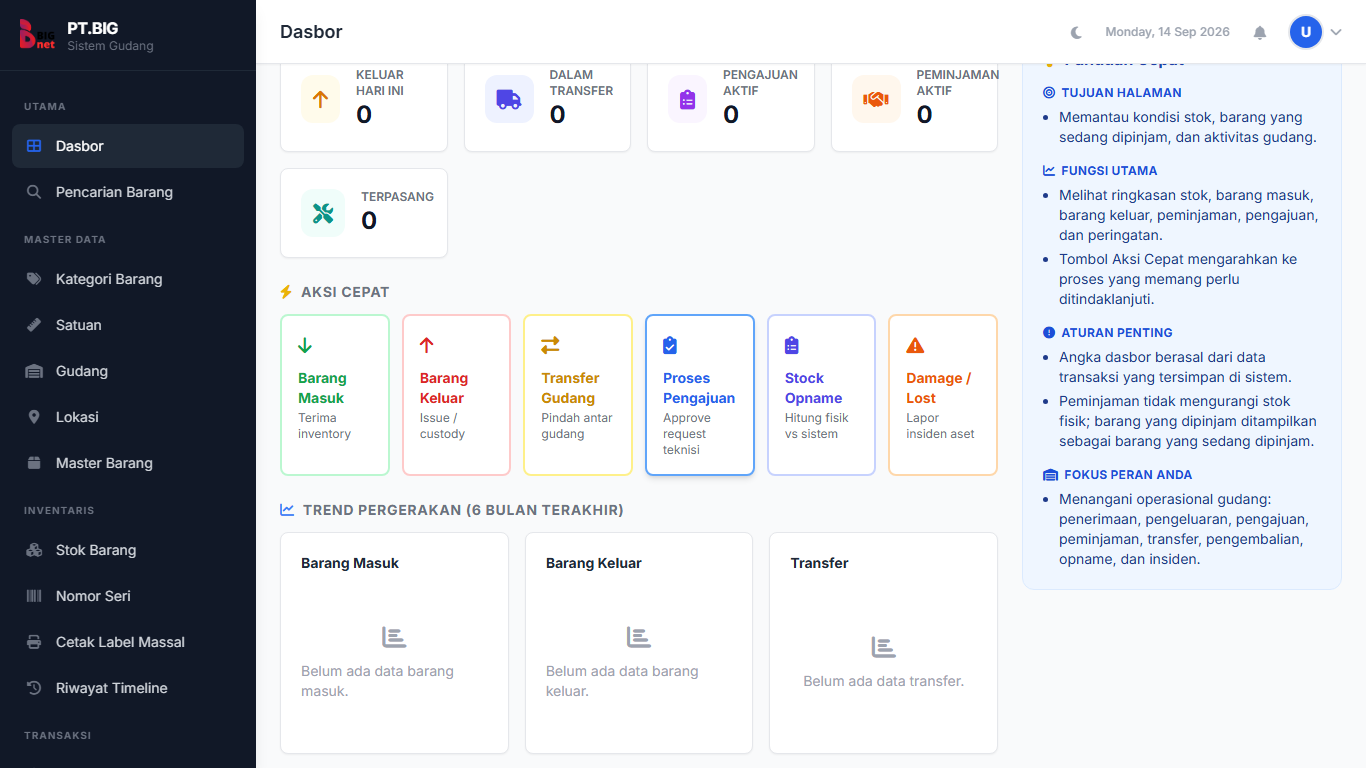 BIG
net
PT.BIG
Sistem Gudang
UTAMA
Dasbor
Pencarian Barang
MASTER DATA
Kategori Barang
Satuan
Gudang
Lokasi
Master Barang
INVENTARIS
Stok Barang
Nomor Seri
Cetak Label Massal
Riwayat Timeline
TRANSAKSI
Dasbor
Monday, 14 Sep 2026
U
KELUAR
HARI INI
0
DALAM
TRANSFER
0
PENGAJUAN
AKTIF
0
PEMINJAMAN
AKTIF
0
TERPASANG
0
AKSI CEPAT
Barang
Masuk
Terima
inventory
Barang
Keluar
Issue /
custody
Transfer
Gudang
Pindah antar
gudang
Proses
Pengajuan
Approve
request
teknisi
Stock
Opname
Hitung fisik
vs sistem
Damage /
Lost
Lapor
insiden aset
TREND PERGERAKAN (6 BULAN TERAKHIR)
Barang Masuk
Belum ada data barang
masuk.
Barang Keluar
Belum ada data barang
keluar.
Transfer
Belum ada data transfer.
TUJUAN HALAMAN
Memantau kondisi stok, barang yang
sedang dipinjam, dan aktivitas gudang.
FUNGSI UTAMA
Melihat ringkasan stok, barang masuk,
barang keluar, peminjaman, pengajuan,
dan peringatan.
Tombol Aksi Cepat mengarahkan ke
proses yang memang perlu
ditindaklanjuti.
ATURAN PENTING
Angka dasbor berasal dari data
transaksi yang tersimpan di sistem.
Peminjaman tidak mengurangi stok
fisik; barang yang dipinjam ditampilkan
sebagai barang yang sedang dipinjam.
FOKUS PERAN ANDA
Menangani operasional gudang:
penerimaan, pengeluaran, pengajuan,
peminjaman, transfer, pengembalian,
opname, dan insiden.